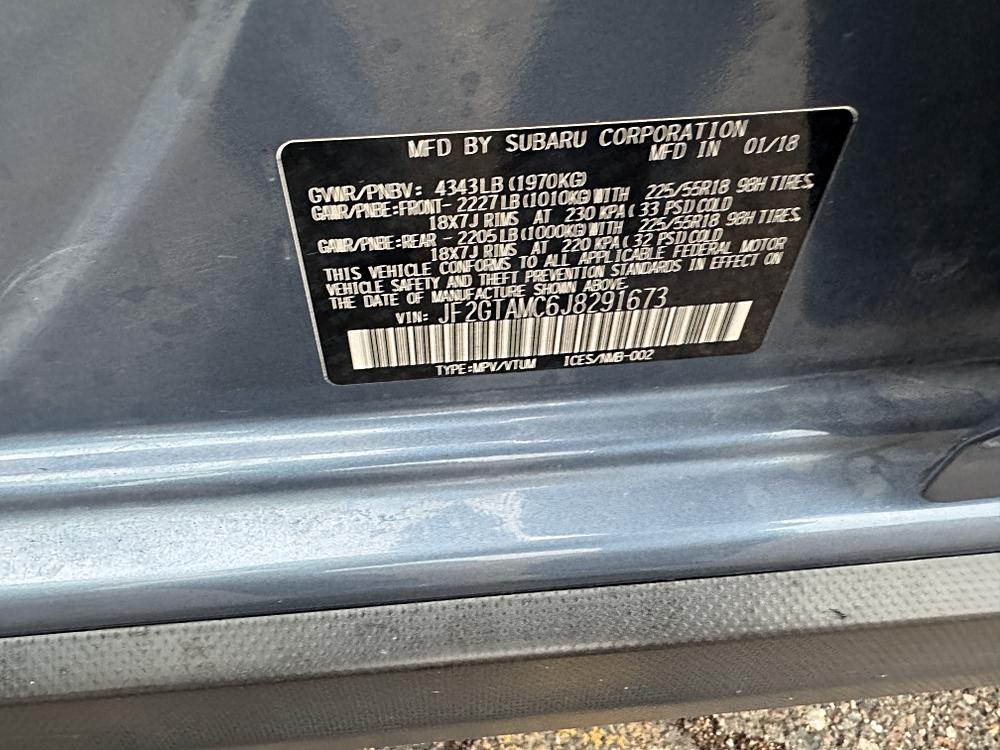 MFD BY SUBARU CORPORATION
MFD IN 01/18
GVWR/PNBV: 4343LB(1970KG)
GAWR/PNBE:FRONT- 2227LB(1010KG)WITH 225/55R18 98H TIRES,
18X7J RIMS AT 230 KPA( 33 PSI)COLD
GAWR/PNBE:REAR - 2205LB(1000KG)WITH 225/55R18 98H TIRES,
18X7J RIMS AT 220 KPA( 32 PSI)COLD
THIS VEHICLE CONFORMS TO ALL APPLICABLE FEDERAL MOTOR
VEHICLE SAFETY AND THEFT PREVENTION STANDARDS IN EFFECT ON
THE DATE OF MANUFACTURE SHOWN ABOVE.
VIN: JF2GTAMC6J8291673
TYPE:MPV/VTUM ICES/NMB-002